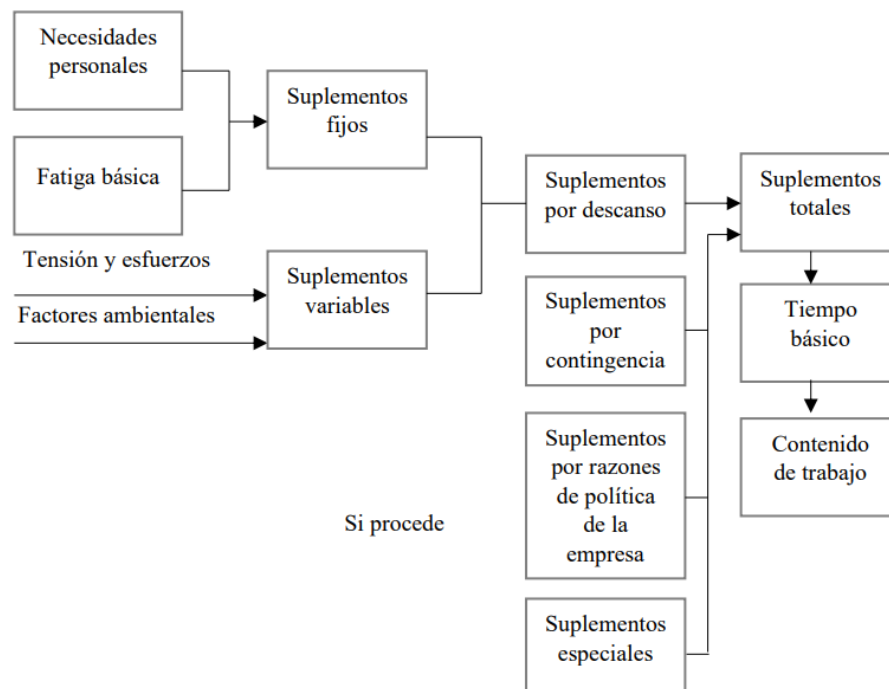 Necesidades
personales
Fatiga básica
Tensión y esfuerzos
Factores ambientales
Suplementos
fijos
Suplementos
variables
Si procede
Suplementos
por descanso
Suplementos
por
contingencia
Suplementos
por razones
de política
de la
empresa
Suplementos
especiales
Suplementos
totales
Tiempo
básico
Contenido
de trabajo